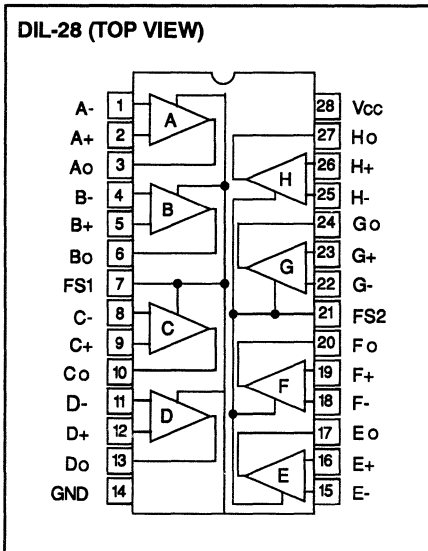 DIL-28 (TOP VIEW)
A- 1 A 28 Vcc
A+ 2 27 Ho
Ao 3 H 26 H+
B- 4 B 25 H-
B+ 5 24 Go
Bo 6 G 23 G+
FS1 7 22 G-
C- 8 C 21 FS2
C+ 9 20 Fo
Co 10 F 19 F+
D- 11 D 18 F-
D+ 12 17 Eo
Do 13 E 16 E+
GND 14 15 E-